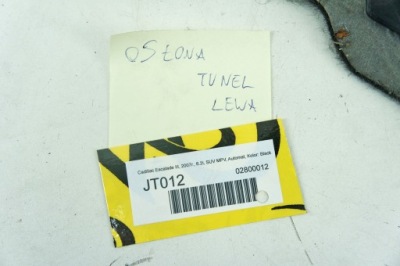 OSŁONA
TUNEL
LEWA
Cadillac Escalade III, 2007r., 6.2l, SUV MPV, Automat, Kolor: Black
JT012
02800012